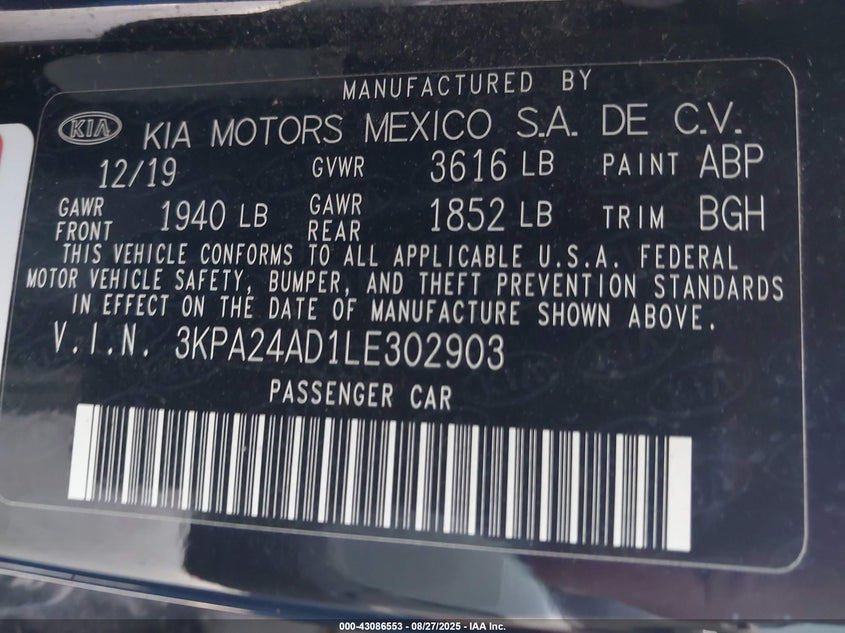 MANUFACTURED BY
KIA KIA MOTORS MEXICO S.A. DE C.V.
12/19 GVWR 3616 LB PAINT ABP
GAWR FRONT 1940 LB GAWR REAR 1852 LB TRIM BGH
THIS VEHICLE CONFORMS TO ALL APPLICABLE U.S.A. FEDERAL
MOTOR VEHICLE SAFETY, BUMPER, AND THEFT PREVENTION STANDARDS
IN EFFECT ON THE DATE OF MANUFACTURE SHOWN ABOVE.
V.I.N. 3KPA24AD1LE302903
PASSENGER CAR
000-43086553 - 08/27/2025 - IAA Inc.